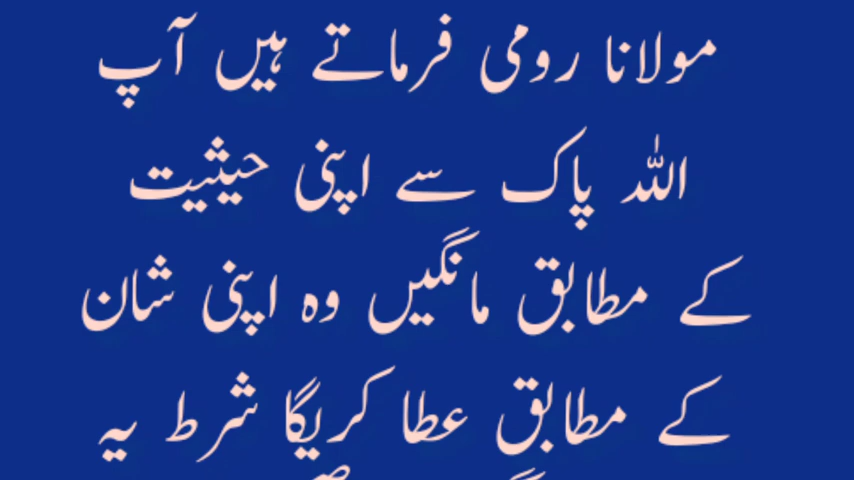 مولانا رومی فرماتے ہیں آپ
اللہ پاک سے اپنی حیثیت
کے مطابق مانگیں وہ اپنی شان
کے مطابق عطا کریگا شرط یہ